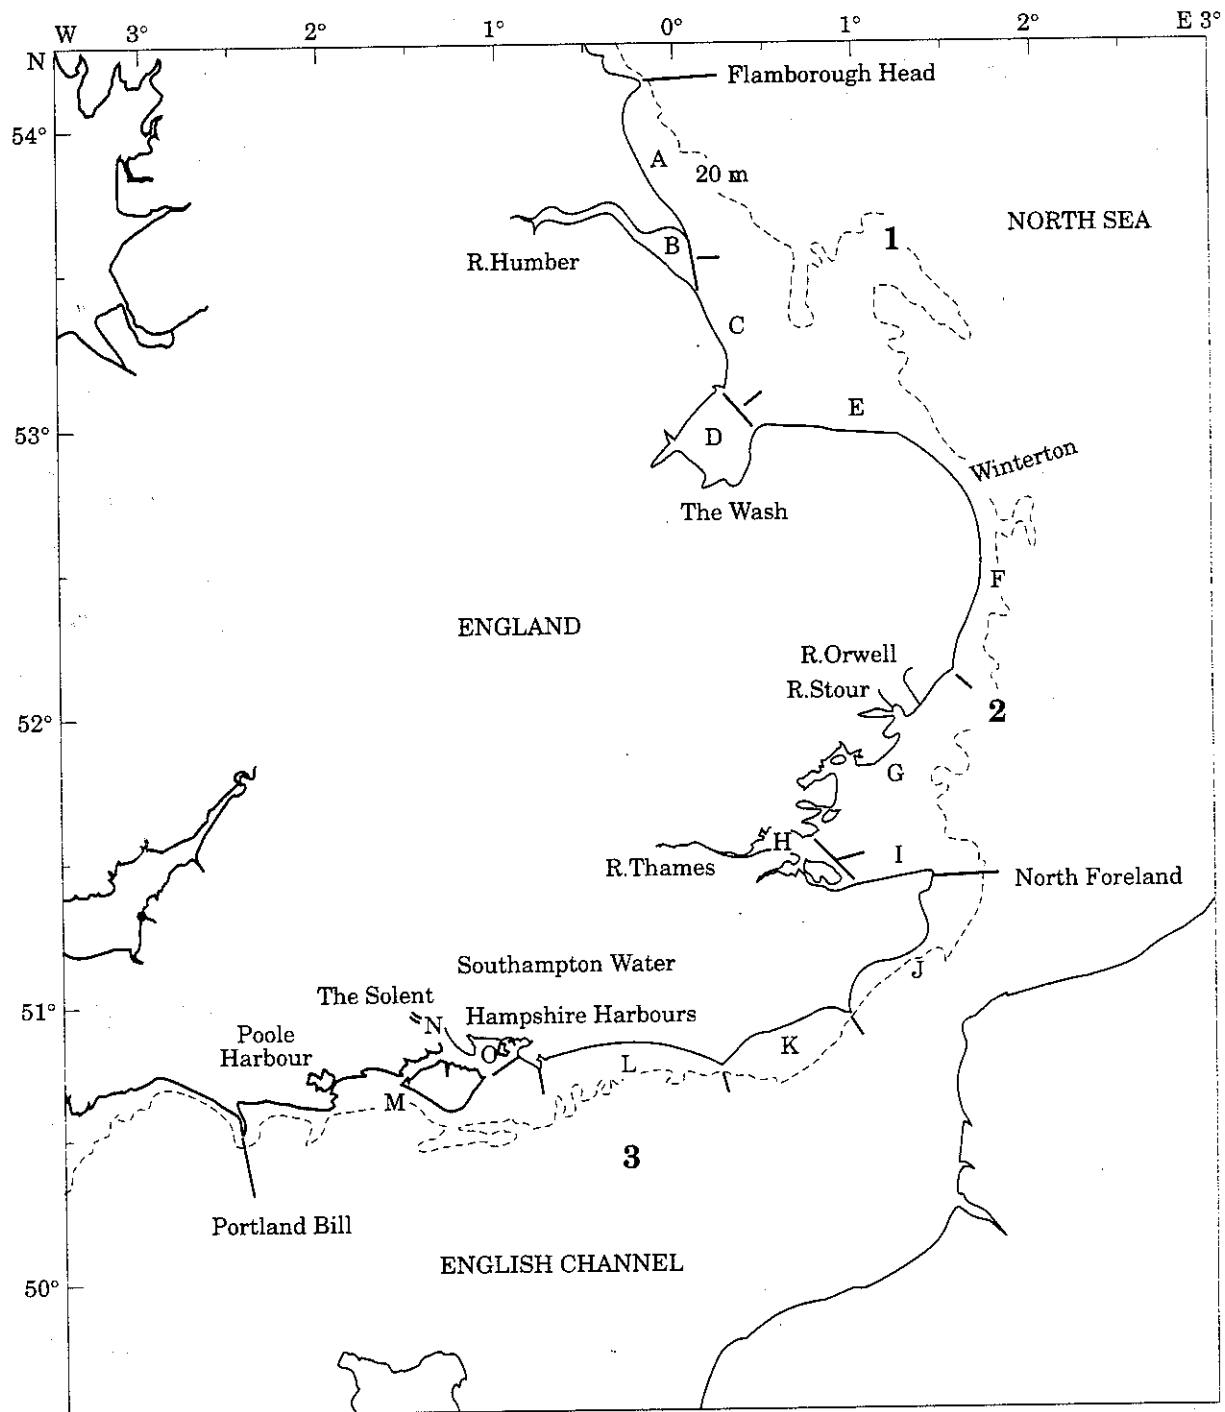 W 3° 2° 1° 0° 1° 2° E 3°
N
Flamborough Head
54°
A
20 m
1
NORTH SEA
B
R.Humber
C
E
53°
D
Winterton
The Wash
F
ENGLAND
R.Orwell
R.Stour
52°
2
G
H
I
R.Thames
North Foreland
Southampton Water
J
The Solent
51°
N
Hampshire Harbours
Poole
Harbour
O
K
L
M
3
Portland Bill
ENGLISH CHANNEL
50°